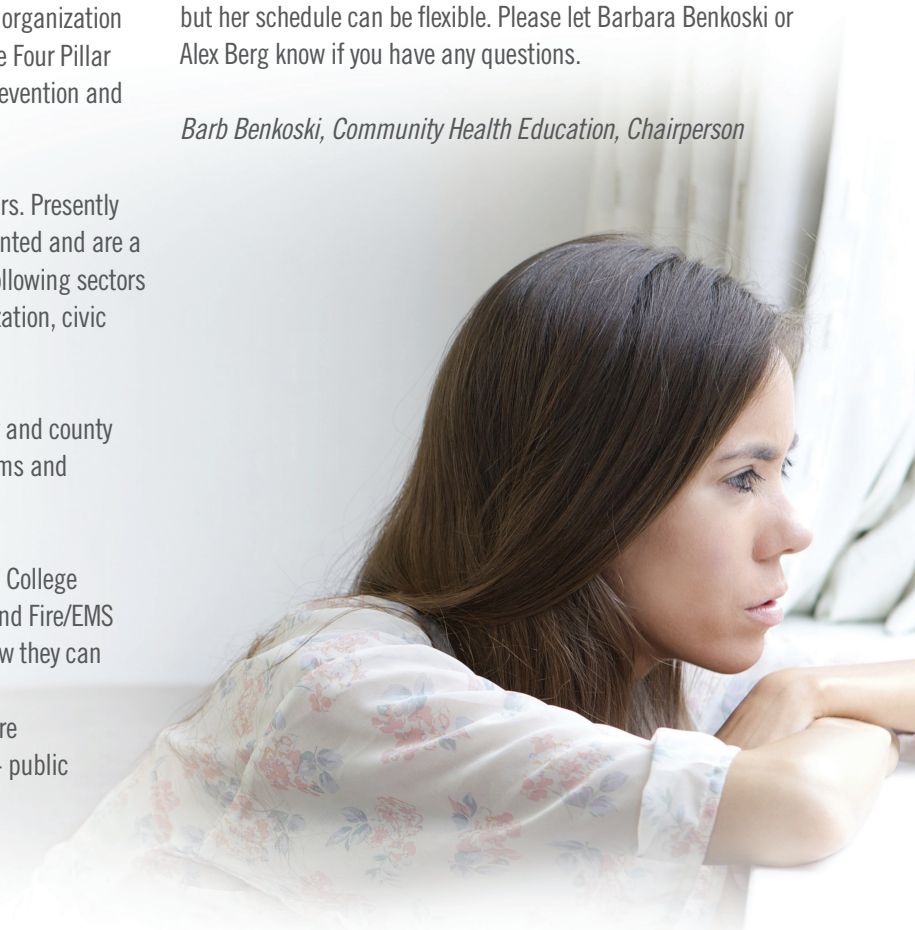 organization
e Four Pillar
evention and
rs. Presently
nted and are a
ollowing sectors
zation, civic
and county
ms and
College
nd Fire/EMS
w they can
re
- public
but her schedule can be flexible. Please let Barbara Benkoski or
Alex Berg know if you have any questions.
Barb Benkoski, Community Health Education, Chairperson